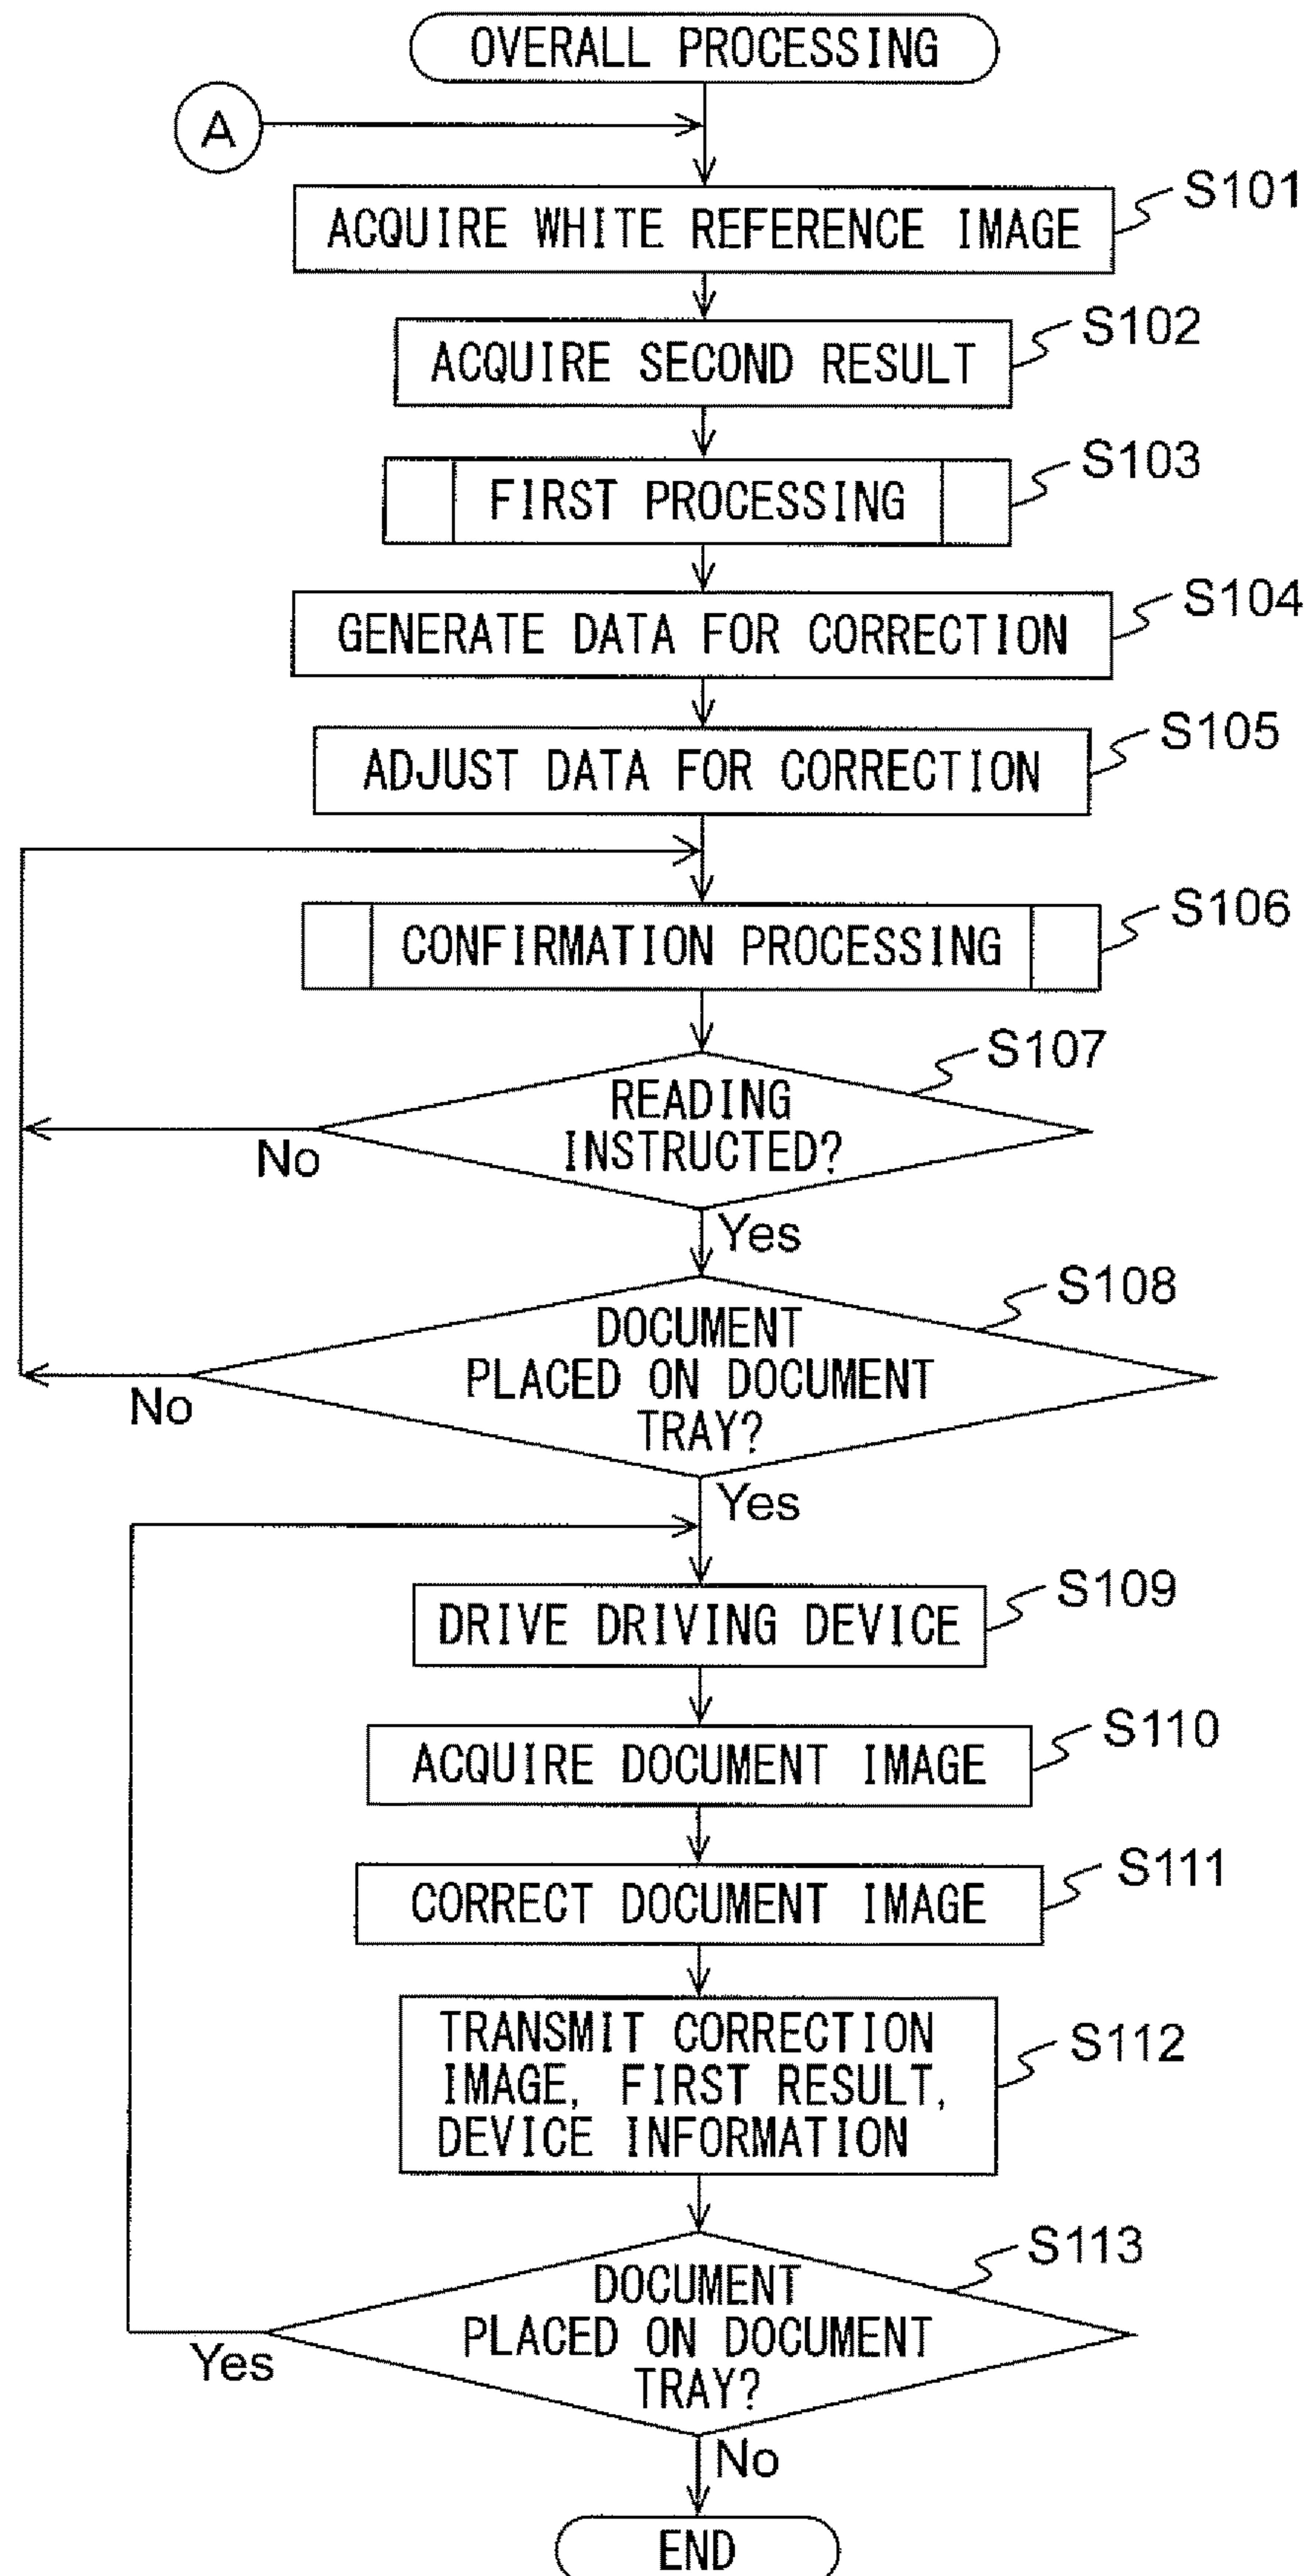 OVERALL PROCESSING
A
S101
ACQUIRE WHITE REFERENCE IMAGE
S102
ACQUIRE SECOND RESULT
S103
FIRST PROCESSING
S104
GENERATE DATA FOR CORRECTION
S105
ADJUST DATA FOR CORRECTION
S106
CONFIRMATION PROCESSING
S107
READING
INSTRUCTED?
No
Yes
S108
DOCUMENT
PLACED ON DOCUMENT
TRAY?
No
Yes
S109
DRIVE DRIVING DEVICE
S110
ACQUIRE DOCUMENT IMAGE
S111
CORRECT DOCUMENT IMAGE
S112
TRANSMIT CORRECTION
IMAGE, FIRST RESULT,
DEVICE INFORMATION
S113
DOCUMENT
PLACED ON DOCUMENT
TRAY?
Yes
No
END